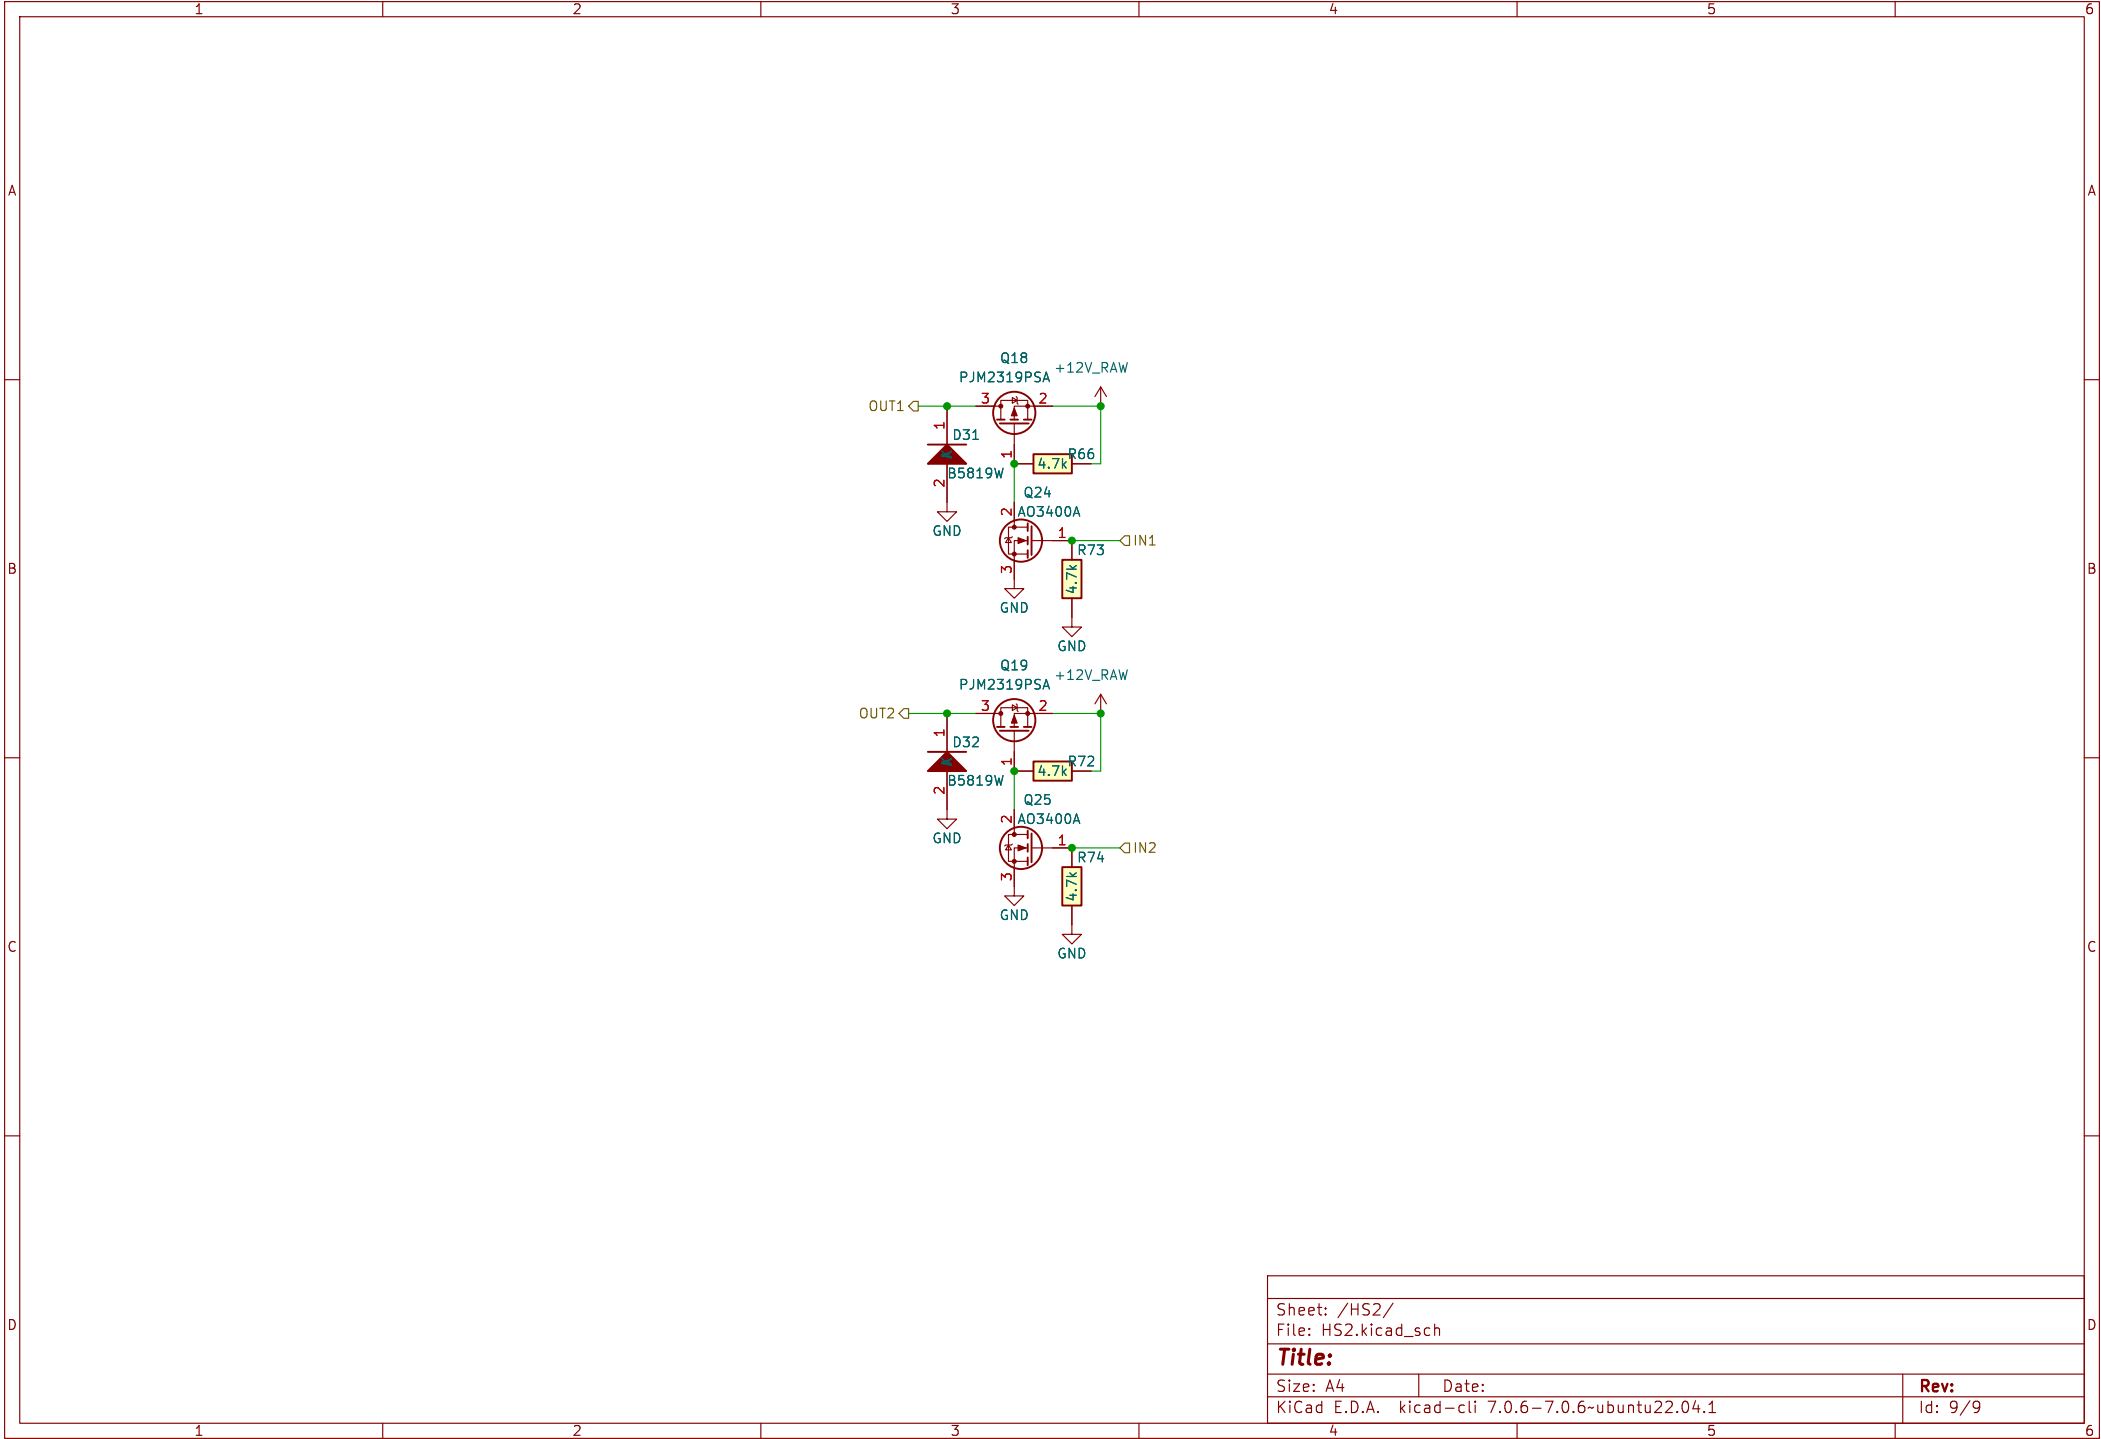 1 2 3 4 5 6
A A
Q18
PJM2319PSA
+12V_RAW
OUT1
3
2
1
D31
B5819W
2
GND
1
4.7k
R66
Q24
AO3400A
2
1
IN1
3
GND
R73
4.7k
GND
B B
Q19
PJM2319PSA
+12V_RAW
OUT2
3
2
1
D32
B5819W
2
GND
1
4.7k
R72
Q25
AO3400A
2
1
IN2
3
GND
R74
4.7k
GND
C C
D D
Sheet: /HS2/
File: HS2.kicad_sch
Title:
Size: A4 Date: Rev:
KiCad E.D.A. kicad-cli 7.0.6-7.0.6~ubuntu22.04.1 Id: 9/9
1 2 3 4 5 6